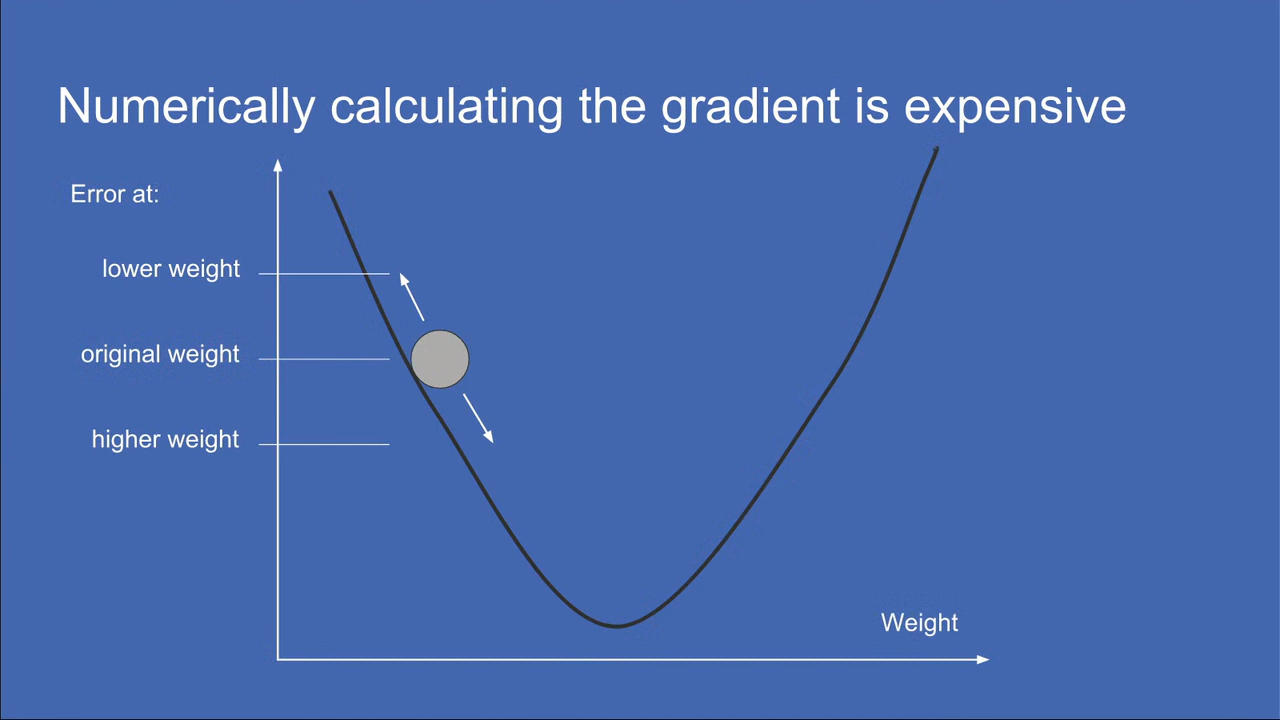 Numerically calculating the gradient is expensive
Error at:
lower weight
original weight
higher weight
Weight